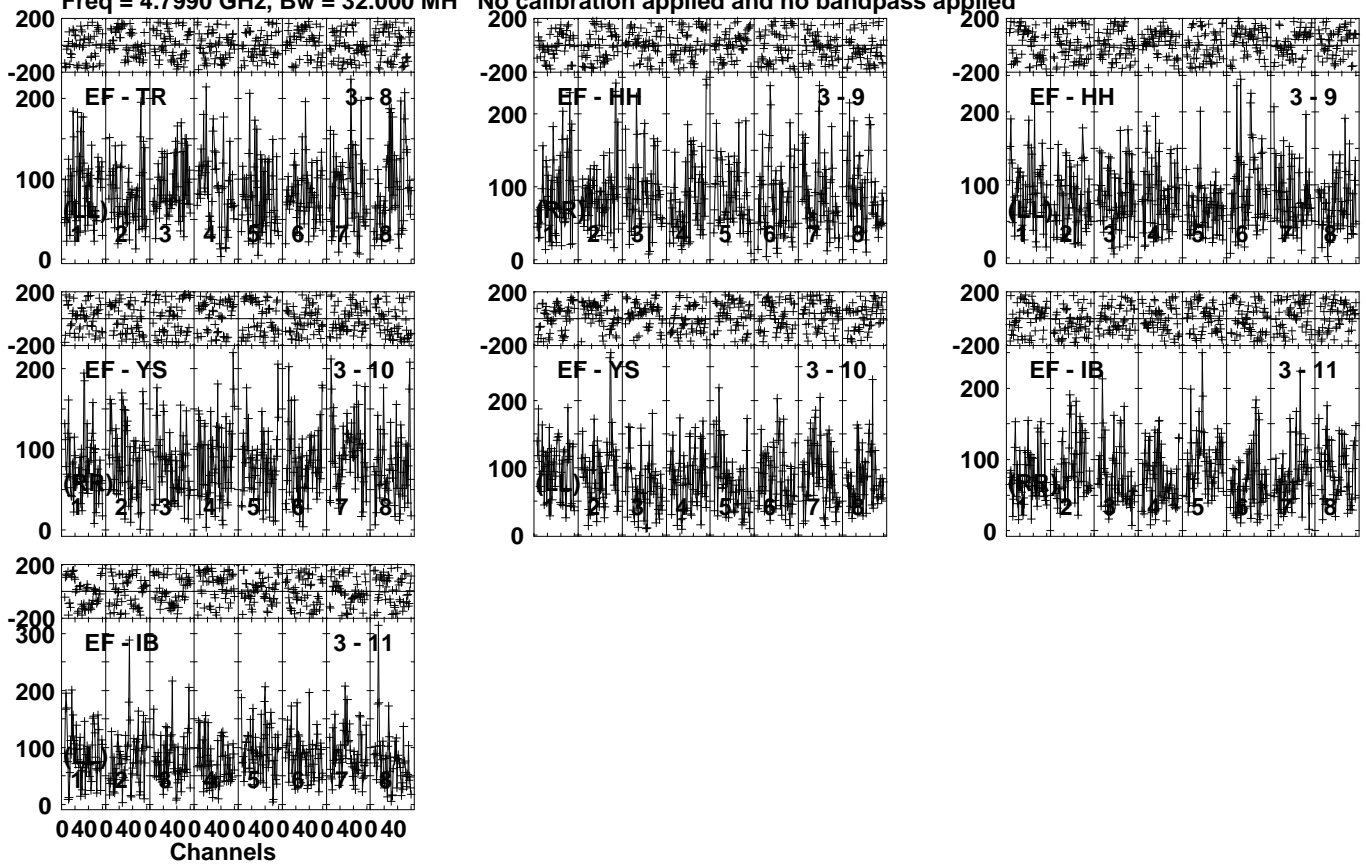 Freq = 4.7990 GHz, Bw = 32.000 MH No calibration applied and no bandpass applied
200
-200
EF - TR 3 - 8
200
100
0
(LL)
1 2 3 4 5 6 7 8
200
-200
EF - HH 3 - 9
200
100
0
(RR)
1 2 3 4 5 6 7 8
200
-200
EF - HH 3 - 9
200
100
0
(LL)
1 2 3 4 5 6 7 8
200
-200
EF - YS 3 - 10
200
100
0
(RR)
1 2 3 4 5 6 7 8
200
-200
EF - YS 3 - 10
200
100
0
(LL)
1 2 3 4 5 6 7 8
200
-200
EF - IB 3 - 11
200
100
0
(RR)
1 2 3 4 5 6 7 8
200
-200
300
EF - IB 3 - 11
200
100
0
(LL)
1 2 3 4 5 6 7 8
0 40 0 40 0 40 0 40 0 40 0 40 0 40 0 40
Channels